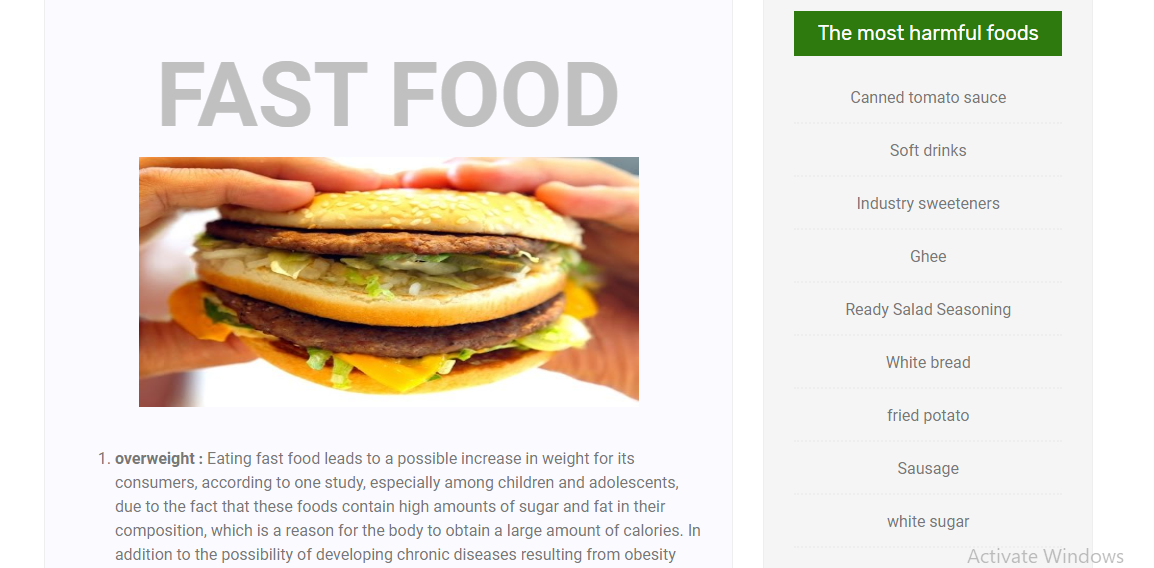 FAST FOOD
1. overweight : Eating fast food leads to a possible increase in weight for its
consumers, according to one study, especially among children and adolescents,
due to the fact that these foods contain high amounts of sugar and fat in their
composition, which is a reason for the body to obtain a large amount of calories. In
addition to the possibility of developing chronic diseases resulting from obesity
The most harmful foods
Canned tomato sauce
Soft drinks
Industry sweeteners
Ghee
Ready Salad Seasoning
White bread
fried potato
Sausage
white sugar
Activate Windows